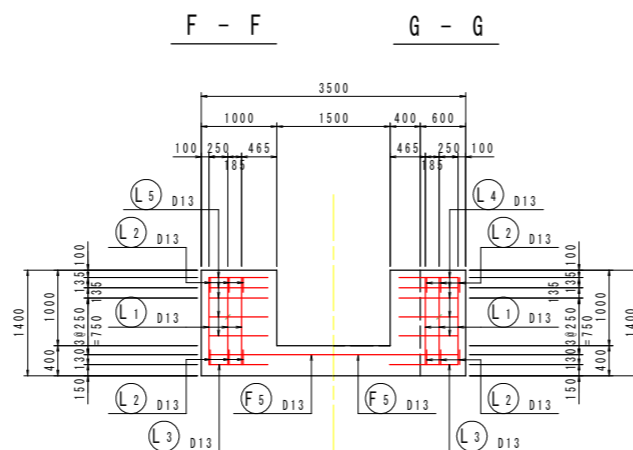 F - F
G - G
3500
1000 1500 400 600
100 250 465 465 250 100
185 185
L5 D13
L4 D13
L2 D13
L2 D13
L1 D13
L1 D13
L2 D13
F5 D13
F5 D13
L2 D13
L3 D13
L3 D13
1400
1000
400
100
135
3@250
=750
130
150
1400
1000
400
100
135
3@250
=750
130
150